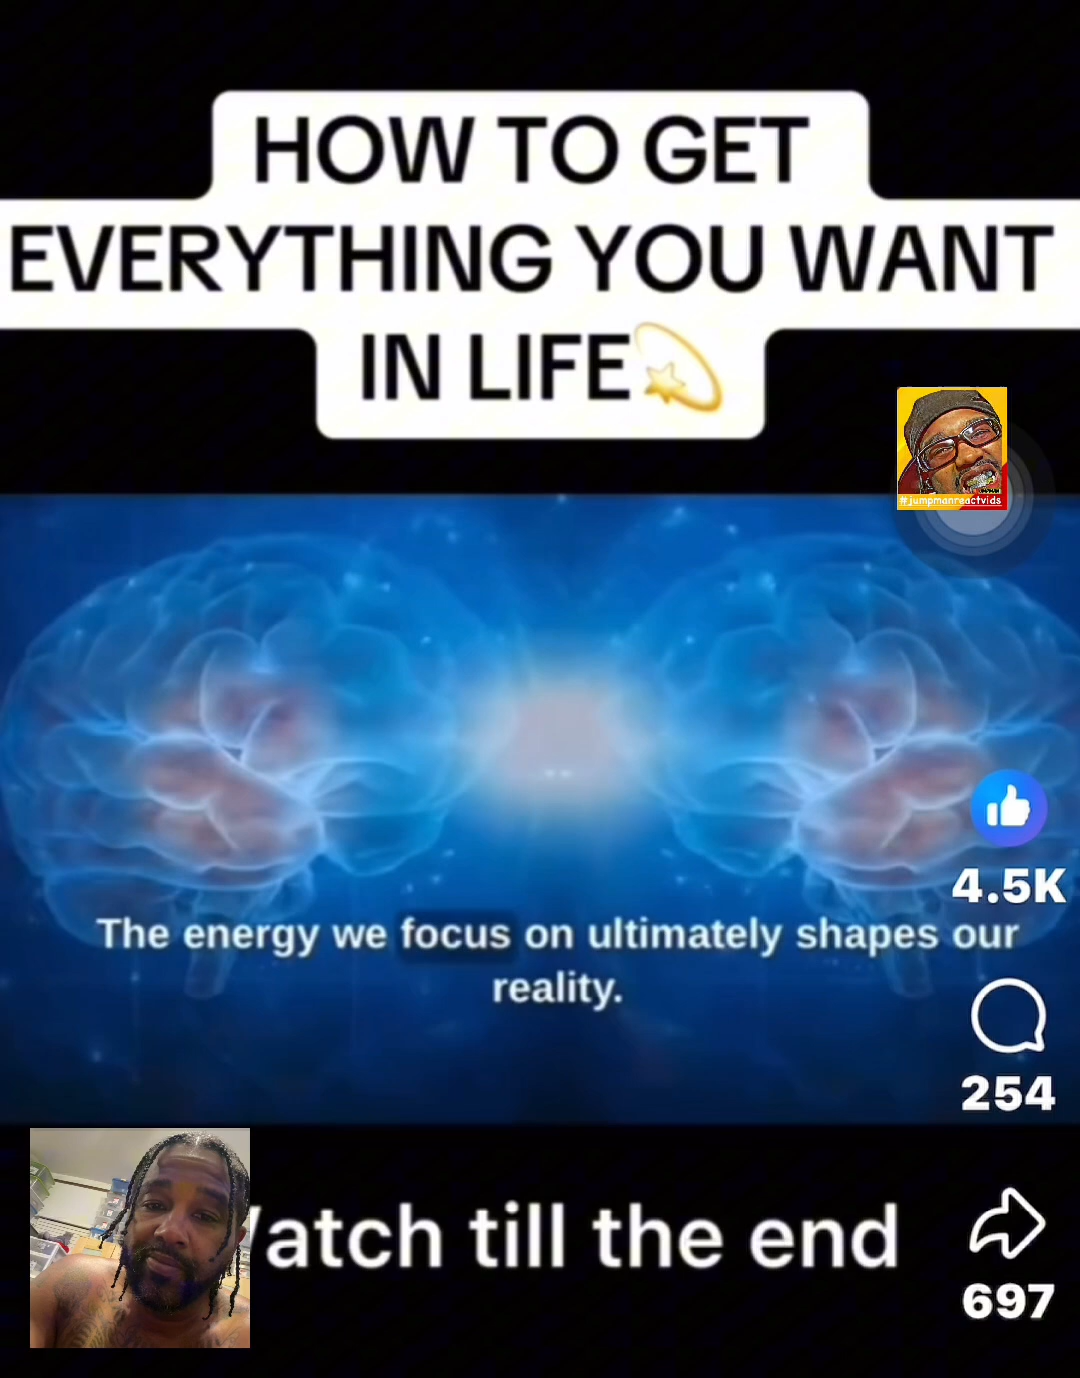 HOW TO GET
EVERYTHING YOU WANT
IN LIFE💫
#jumpmanreactvids
The energy we focus on ultimately shapes our
reality.
4.5K
254
atch till the end
697